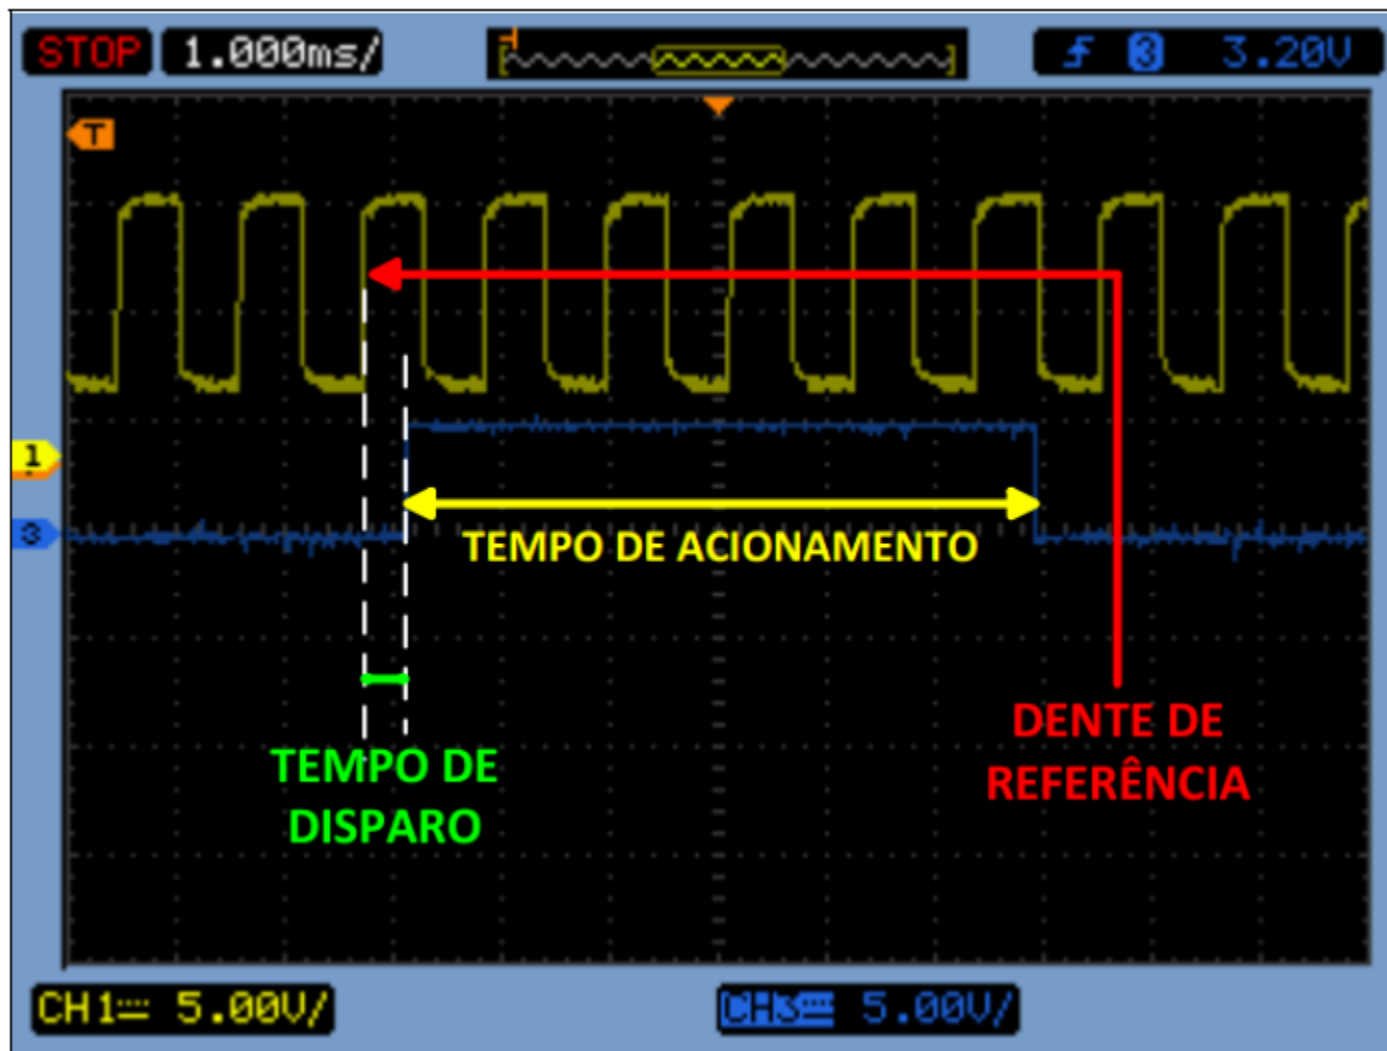 STOP 1.000ms/ 3 3.20V
T
1
3
TEMPO DE ACIONAMENTO
DENTE DE
REFERÊNCIA
TEMPO DE
DISPARO
CH1 5.00V/ CH3 5.00V/